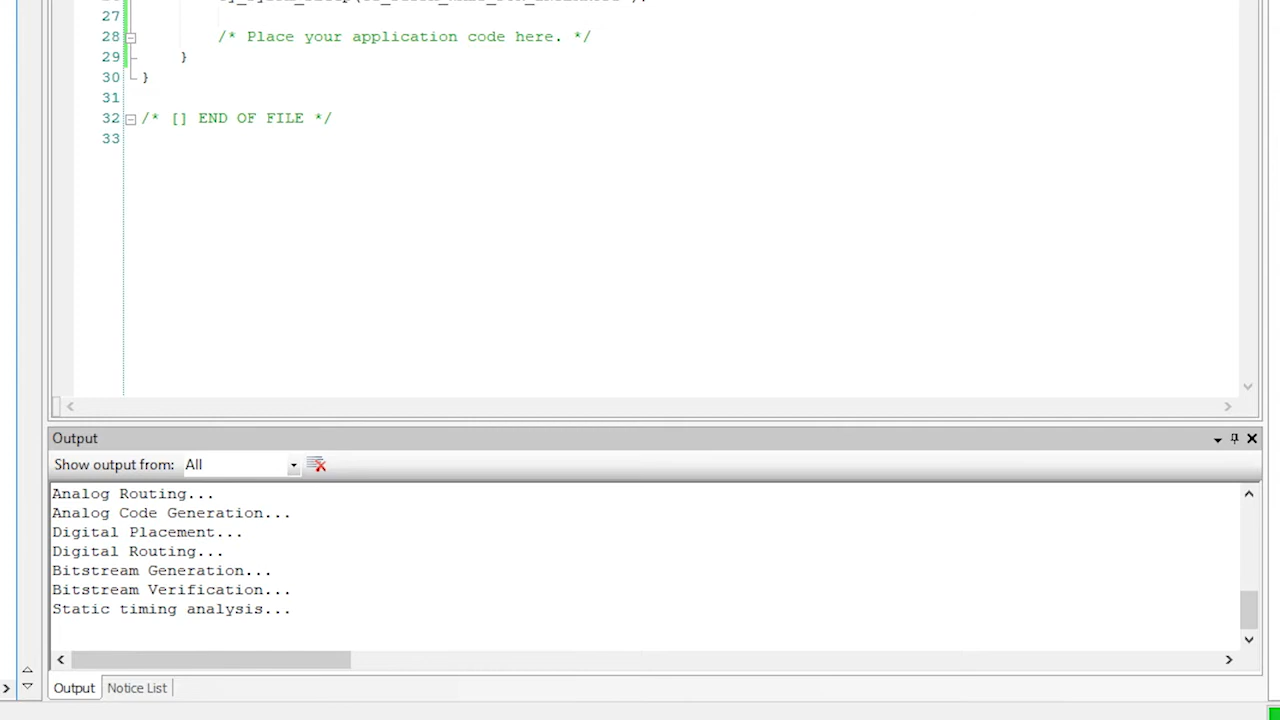 27
28 /* Place your application code here. */
29 }
30 }
31
32 /* [] END OF FILE */
33
Output
Show output from: All
Analog Routing...
Analog Code Generation...
Digital Placement...
Digital Routing...
Bitstream Generation...
Bitstream Verification...
Static timing analysis...
Output Notice List